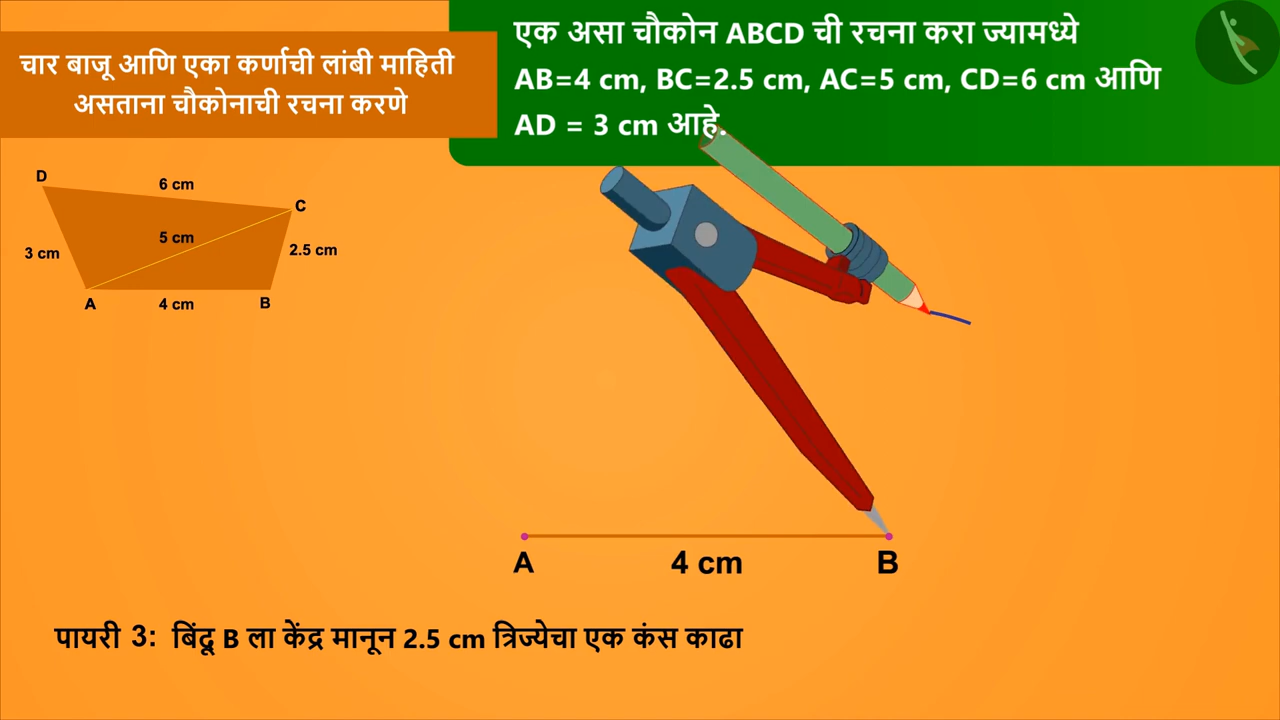 चार बाजू आणि एका कर्णाची लांबी माहिती
असताना चौकोनाची रचना करणे
एक असा चौकोन ABCD ची रचना करा ज्यामध्ये
AB=4 cm, BC=2.5 cm, AC=5 cm, CD=6 cm आणि
AD = 3 cm आहे.
D
6 cm
C
5 cm
3 cm
2.5 cm
A
4 cm
B
A
4 cm
B
पायरी 3: बिंदू B ला केंद्र मानून 2.5 cm त्रिज्येचा एक कंस काढा